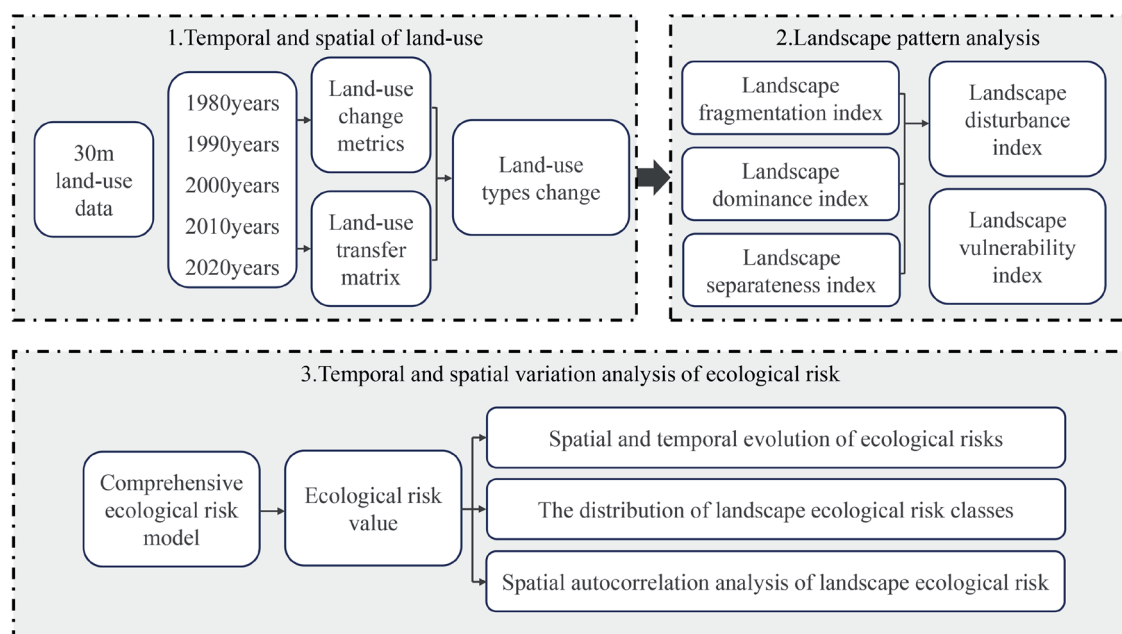 1.Temporal and spatial of land-use
30m
land-use
data
1980years
1990years
2000years
2010years
2020years
Land-use
change
metrics
Land-use
transfer
matrix
Land-use
types change
2.Landscape pattern analysis
Landscape
fragmentation index
Landscape
dominance index
Landscape
separateness index
Landscape
disturbance
index
Landscape
vulnerability
index
3.Temporal and spatial variation analysis of ecological risk
Comprehensive
ecological risk
model
Ecological risk
value
Spatial and temporal evolution of ecological risks
The distribution of landscape ecological risk classes
Spatial autocorrelation analysis of landscape ecological risk